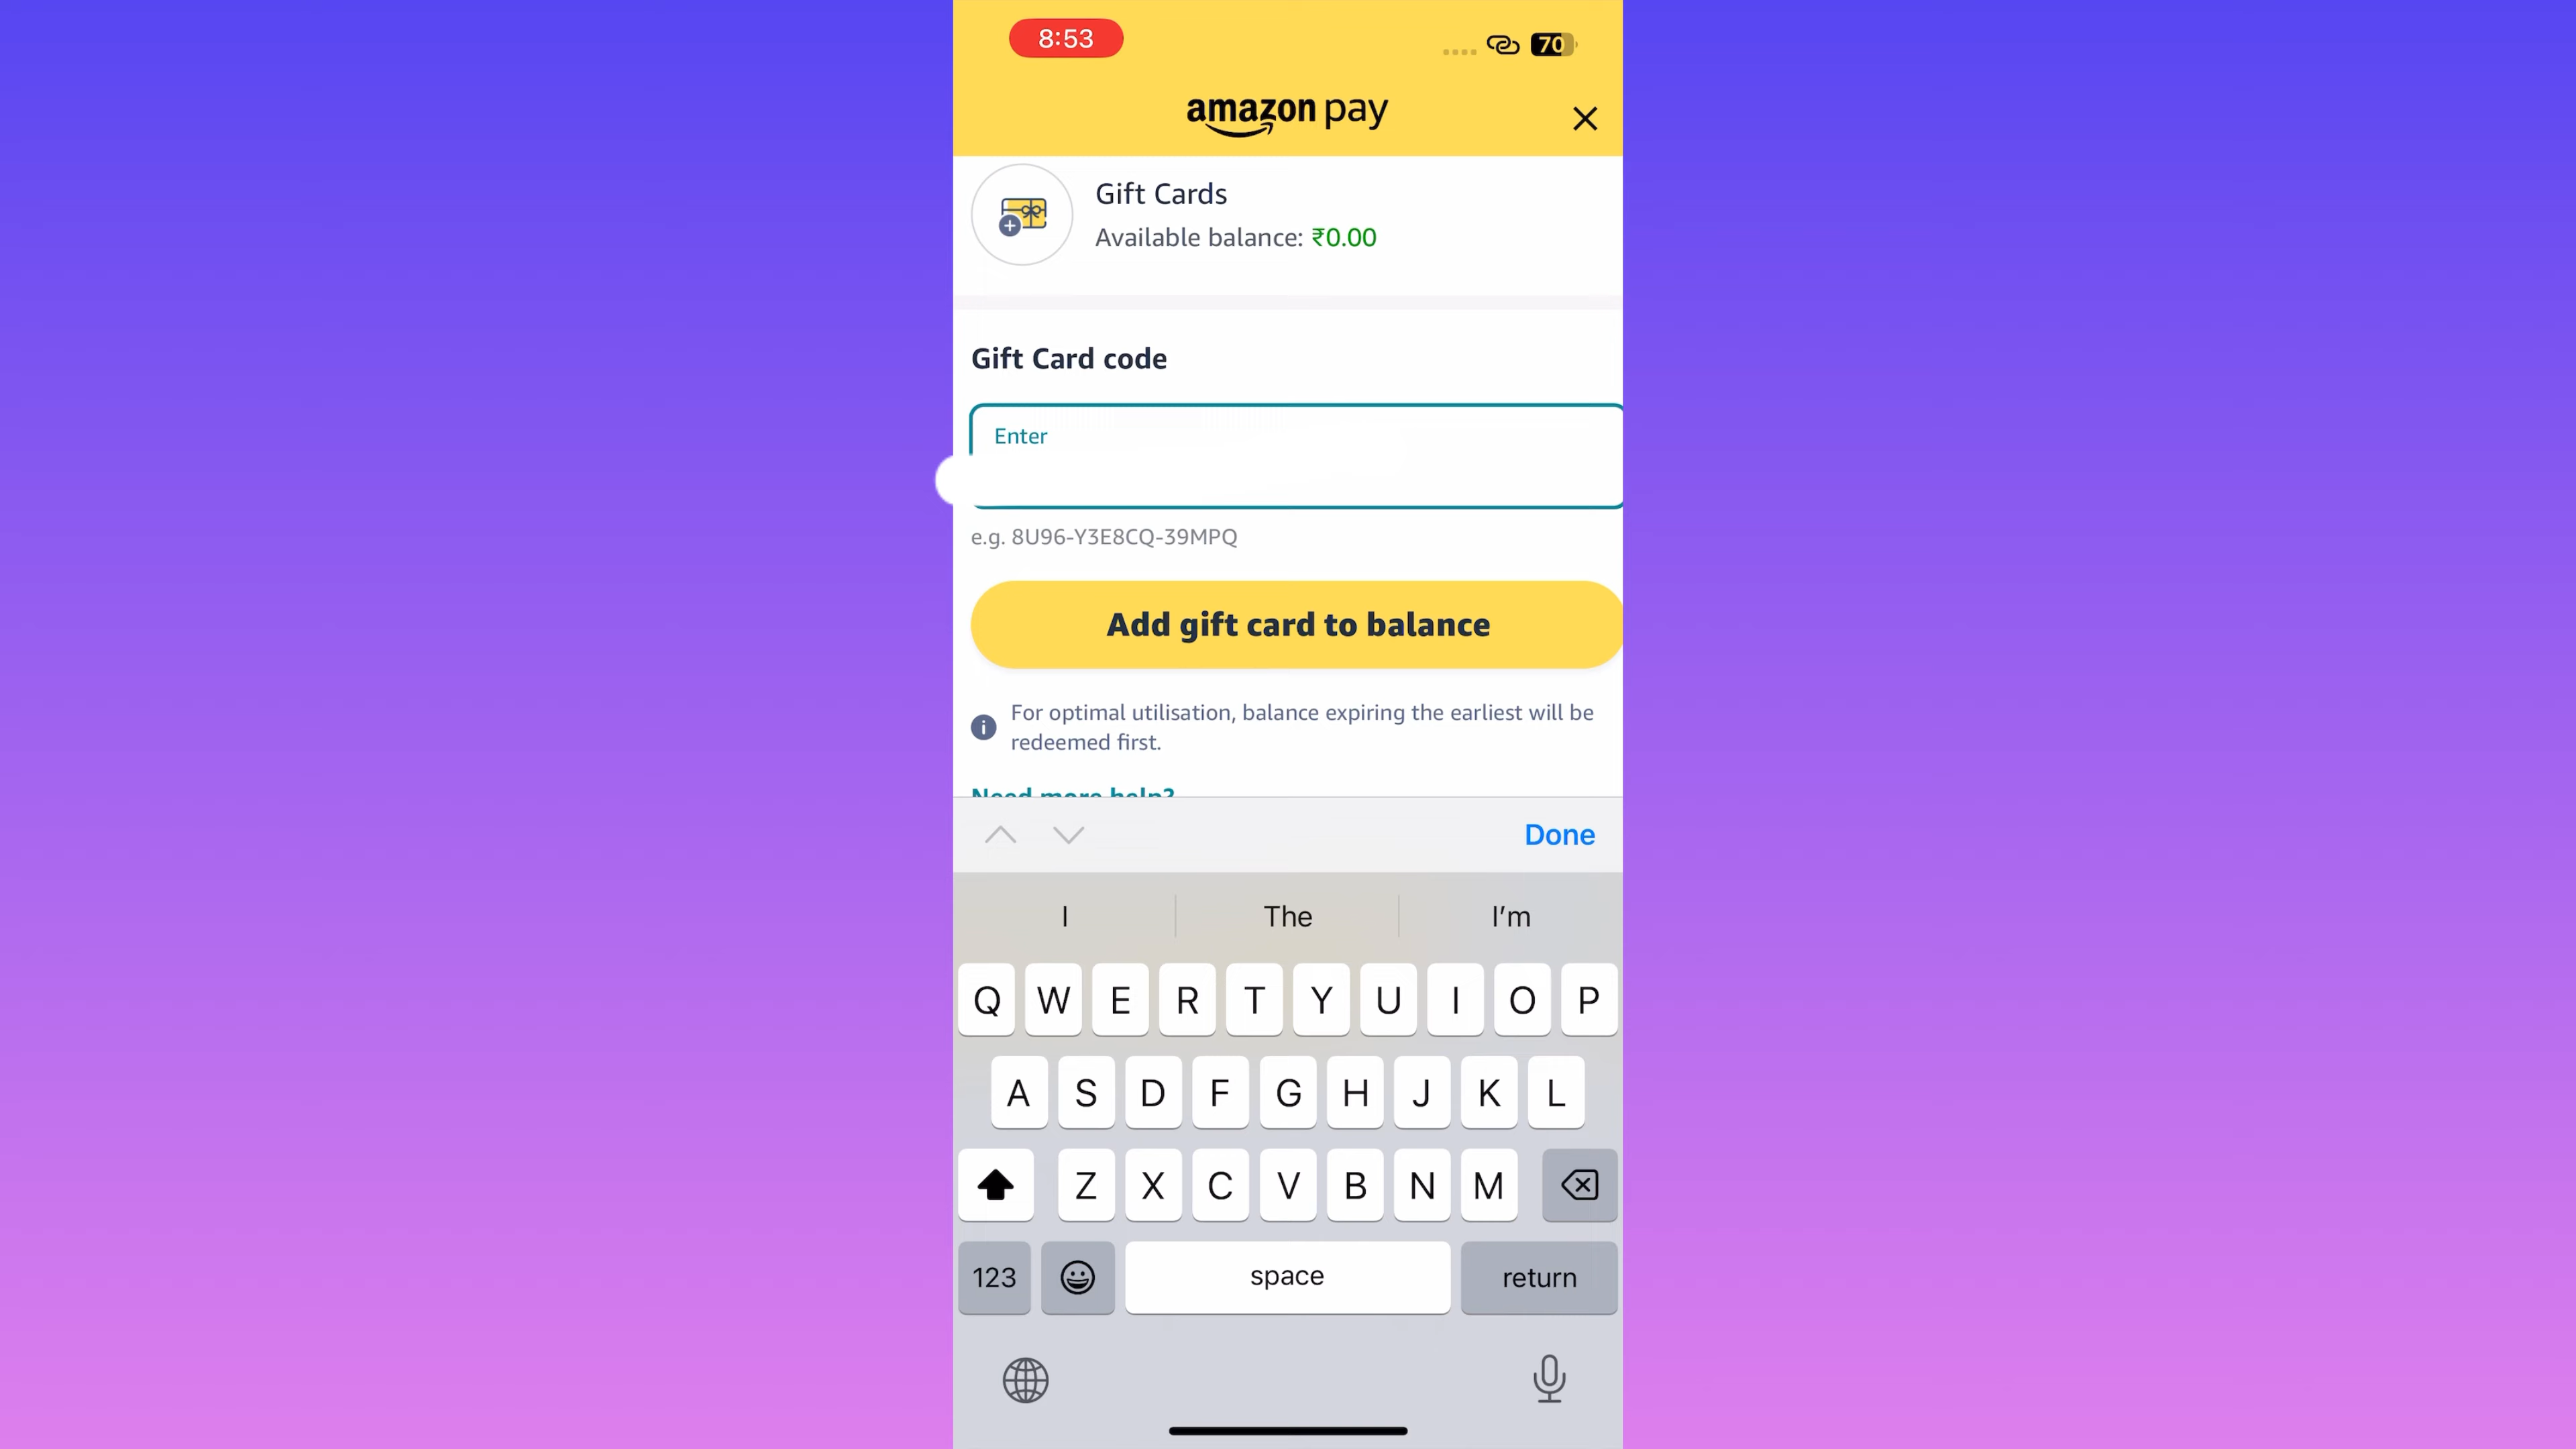 8:53
70
amazon pay
Gift Cards
Available balance: ₹0.00
Gift Card code
Enter
e.g. 8U96-Y3E8CQ-39MPQ
Add gift card to balance
For optimal utilisation, balance expiring the earliest will be
redeemed first.
Need more help?
Done
I The I'm
Q W E R T Y U I O P
A S D F G H J K L
Z X C V B N M
123 space return